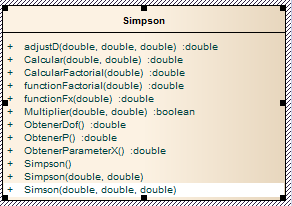 Simpson
+ adjustD(double, double, double) :double
+ Calcular(double, double) :double
+ CalcularFactorial(double) :double
+ functionFactorial(double) :double
+ functionFx(double) :double
+ Multiplier(double, double) :boolean
+ ObtenerDof() :double
+ ObtenerP() :double
+ ObtenerParameterX() :double
+ Simpson()
+ Simpson(double, double)
+ Simson(double, double, double)